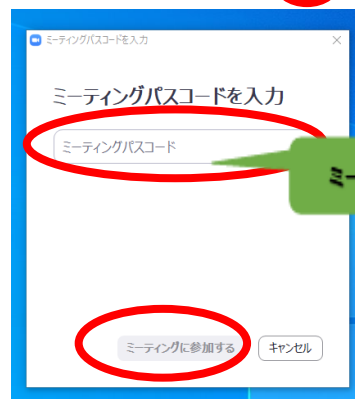 ミーティングパスコードを入力
ミーティングパスコードを入力
ミーティングパスコード
ミー
ミーティングに参加する
キャンセル